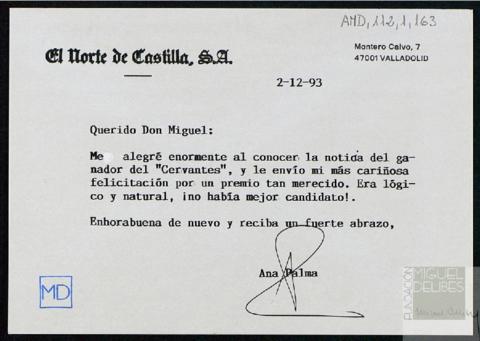 AMD, 112, 1, 163
El Norte de Castilla, S.A.
Montero Calvo, 7
47001 VALLADOLID
2-12-93
Querido Don Miguel:
Me alegré enormemente al conocer la noticia del ga-
nador del "Cervantes", y le envío mi más cariñosa
felicitación por un premio tan merecido. Era lógi-
co y natural, ¡no había mejor candidato!.
Enhorabuena de nuevo y reciba un fuerte abrazo,
Ana Palma
MD
FUNDACIÓN
MIGUEL
DELIBES